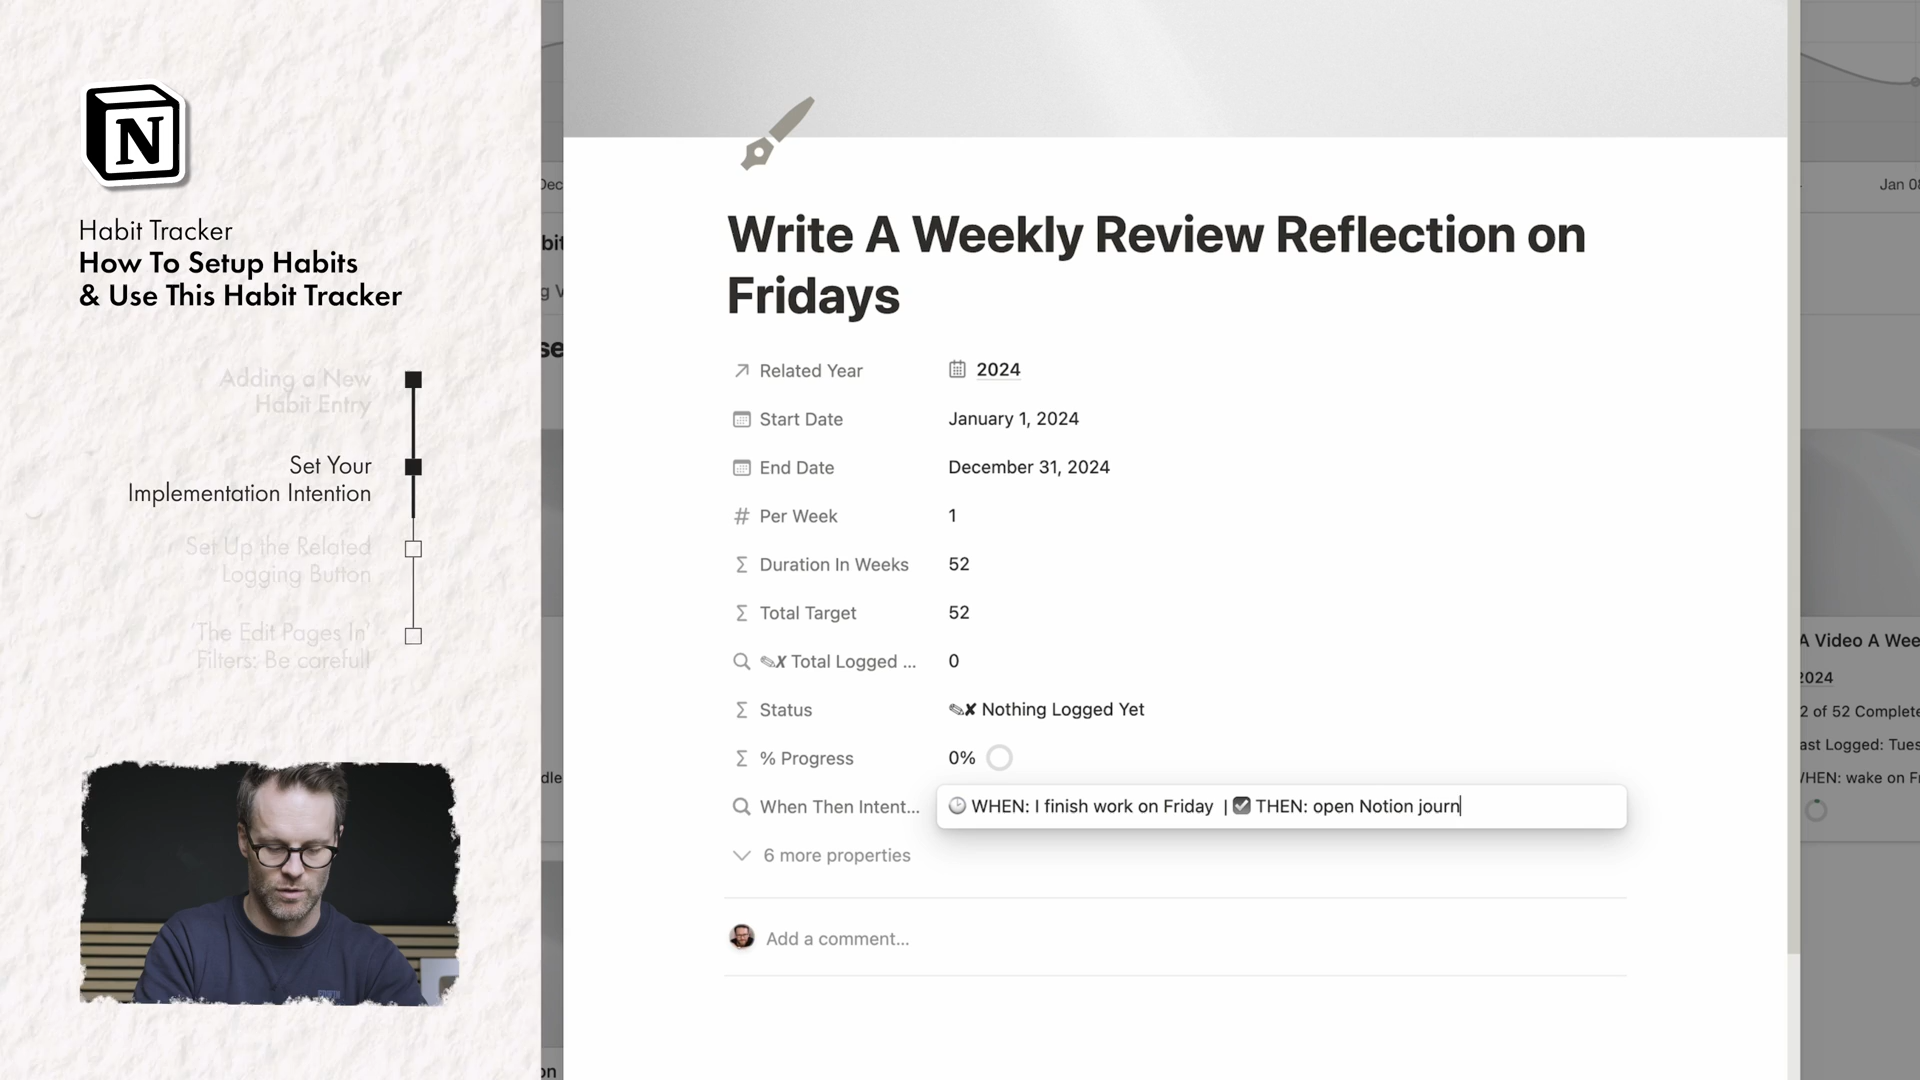 N
Habit Tracker
How To Setup Habits
& Use This Habit Tracker
Adding a New
Habit Entry
Set Your
Implementation Intention
Set Up the Related
Logging Button
'The Edit Pages In'
Filters: Be careful!
Write A Weekly Review Reflection on
Fridays
Related Year 2024
Start Date January 1, 2024
End Date December 31, 2024
Per Week 1
Duration In Weeks 52
Total Target 52
✎✘ Total Logged ... 0
Status ✎✘ Nothing Logged Yet
% Progress 0%
When Then Intent... 🕒 WHEN: I finish work on Friday | ☑ THEN: open Notion journ
6 more properties
Add a comment...
Dec
bit
g V
se
dle
on
Jan 08
A Video A Wee
2024
2 of 52 Complete
ast Logged: Tues
WHEN: wake on Fr